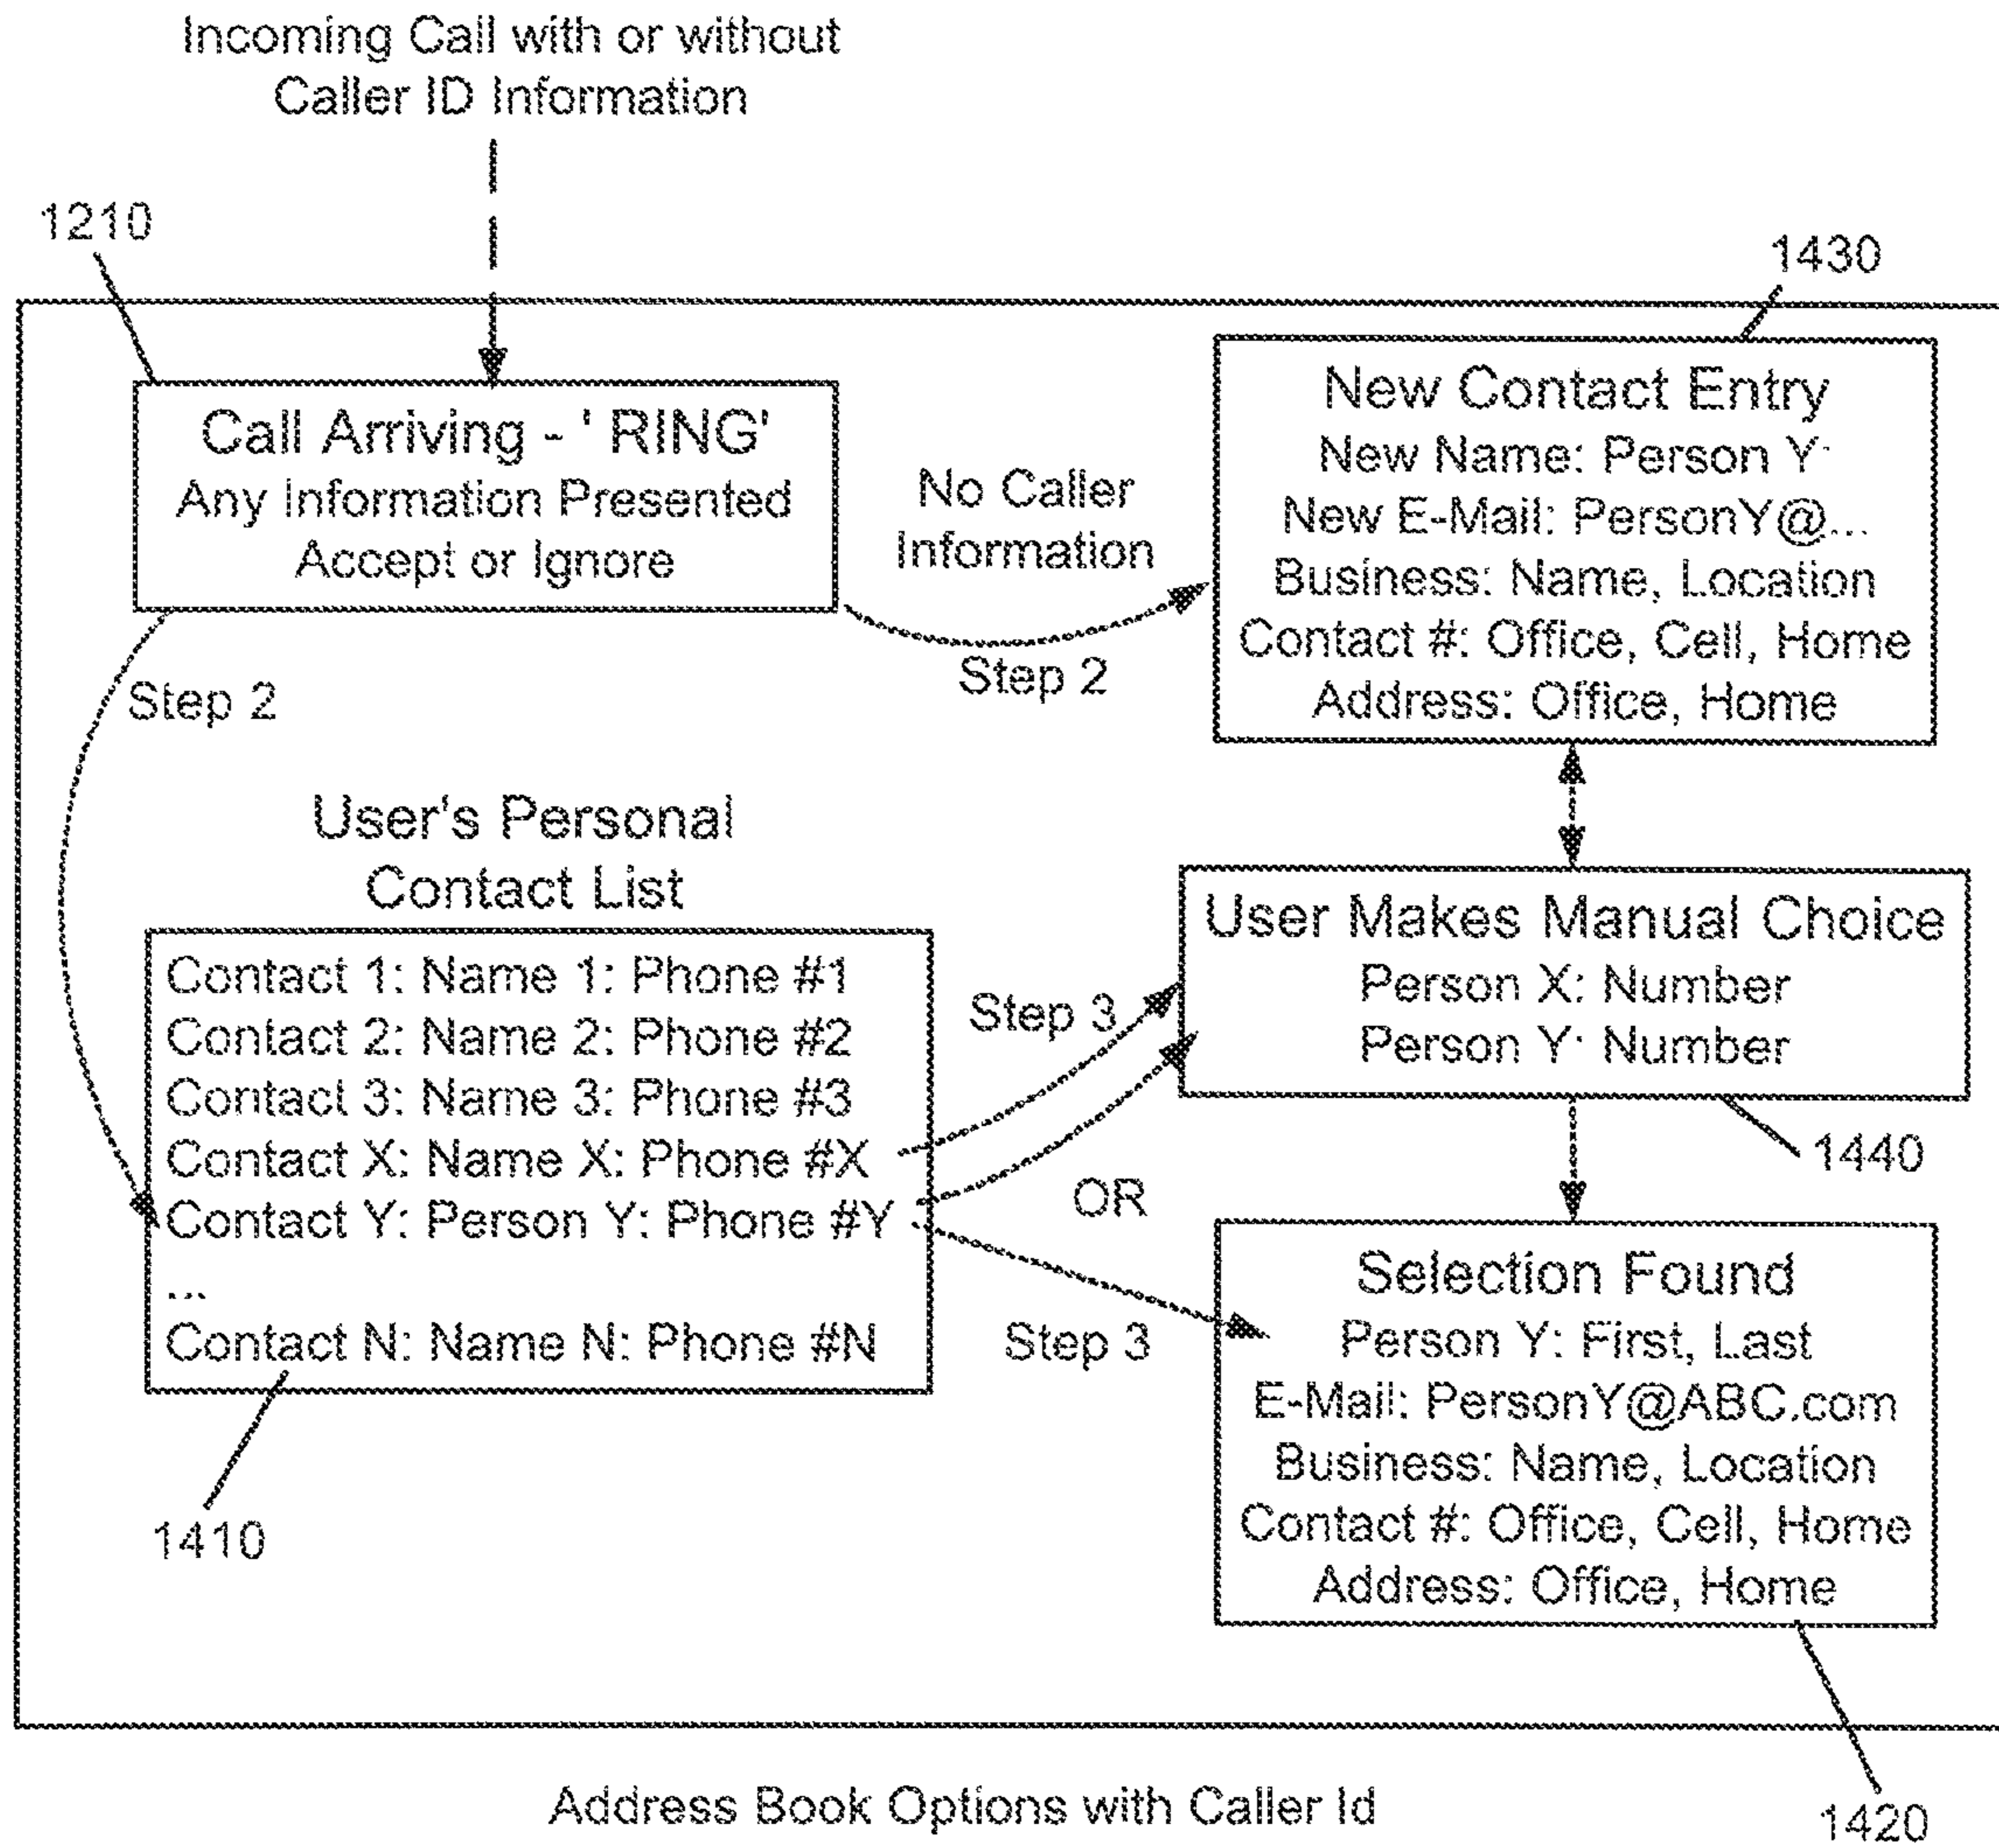 Incoming Call with or without
Caller ID Information
1210
1430
Call Arriving - ' RING'
Any Information Presented
Accept or Ignore
No Caller
Information
Step 2
New Contact Entry
New Name: Person Y:
New E-Mail: PersonY@...
Business: Name, Location
Contact #: Office, Cell, Home
Address: Office, Home
Step 2
User's Personal
Contact List
Contact 1: Name 1: Phone #1
Contact 2: Name 2: Phone #2
Contact 3: Name 3: Phone #3
Contact X: Name X: Phone #X
Contact Y: Person Y: Phone #Y
...
Contact N: Name N: Phone #N
1410
Step 3
OR
Step 3
User Makes Manual Choice
Person X: Number
Person Y: Number
1440
Selection Found
Person Y: First, Last
E-Mail: PersonY@ABC.com
Business: Name, Location
Contact #: Office, Cell, Home
Address: Office, Home
1420
Address Book Options with Caller Id